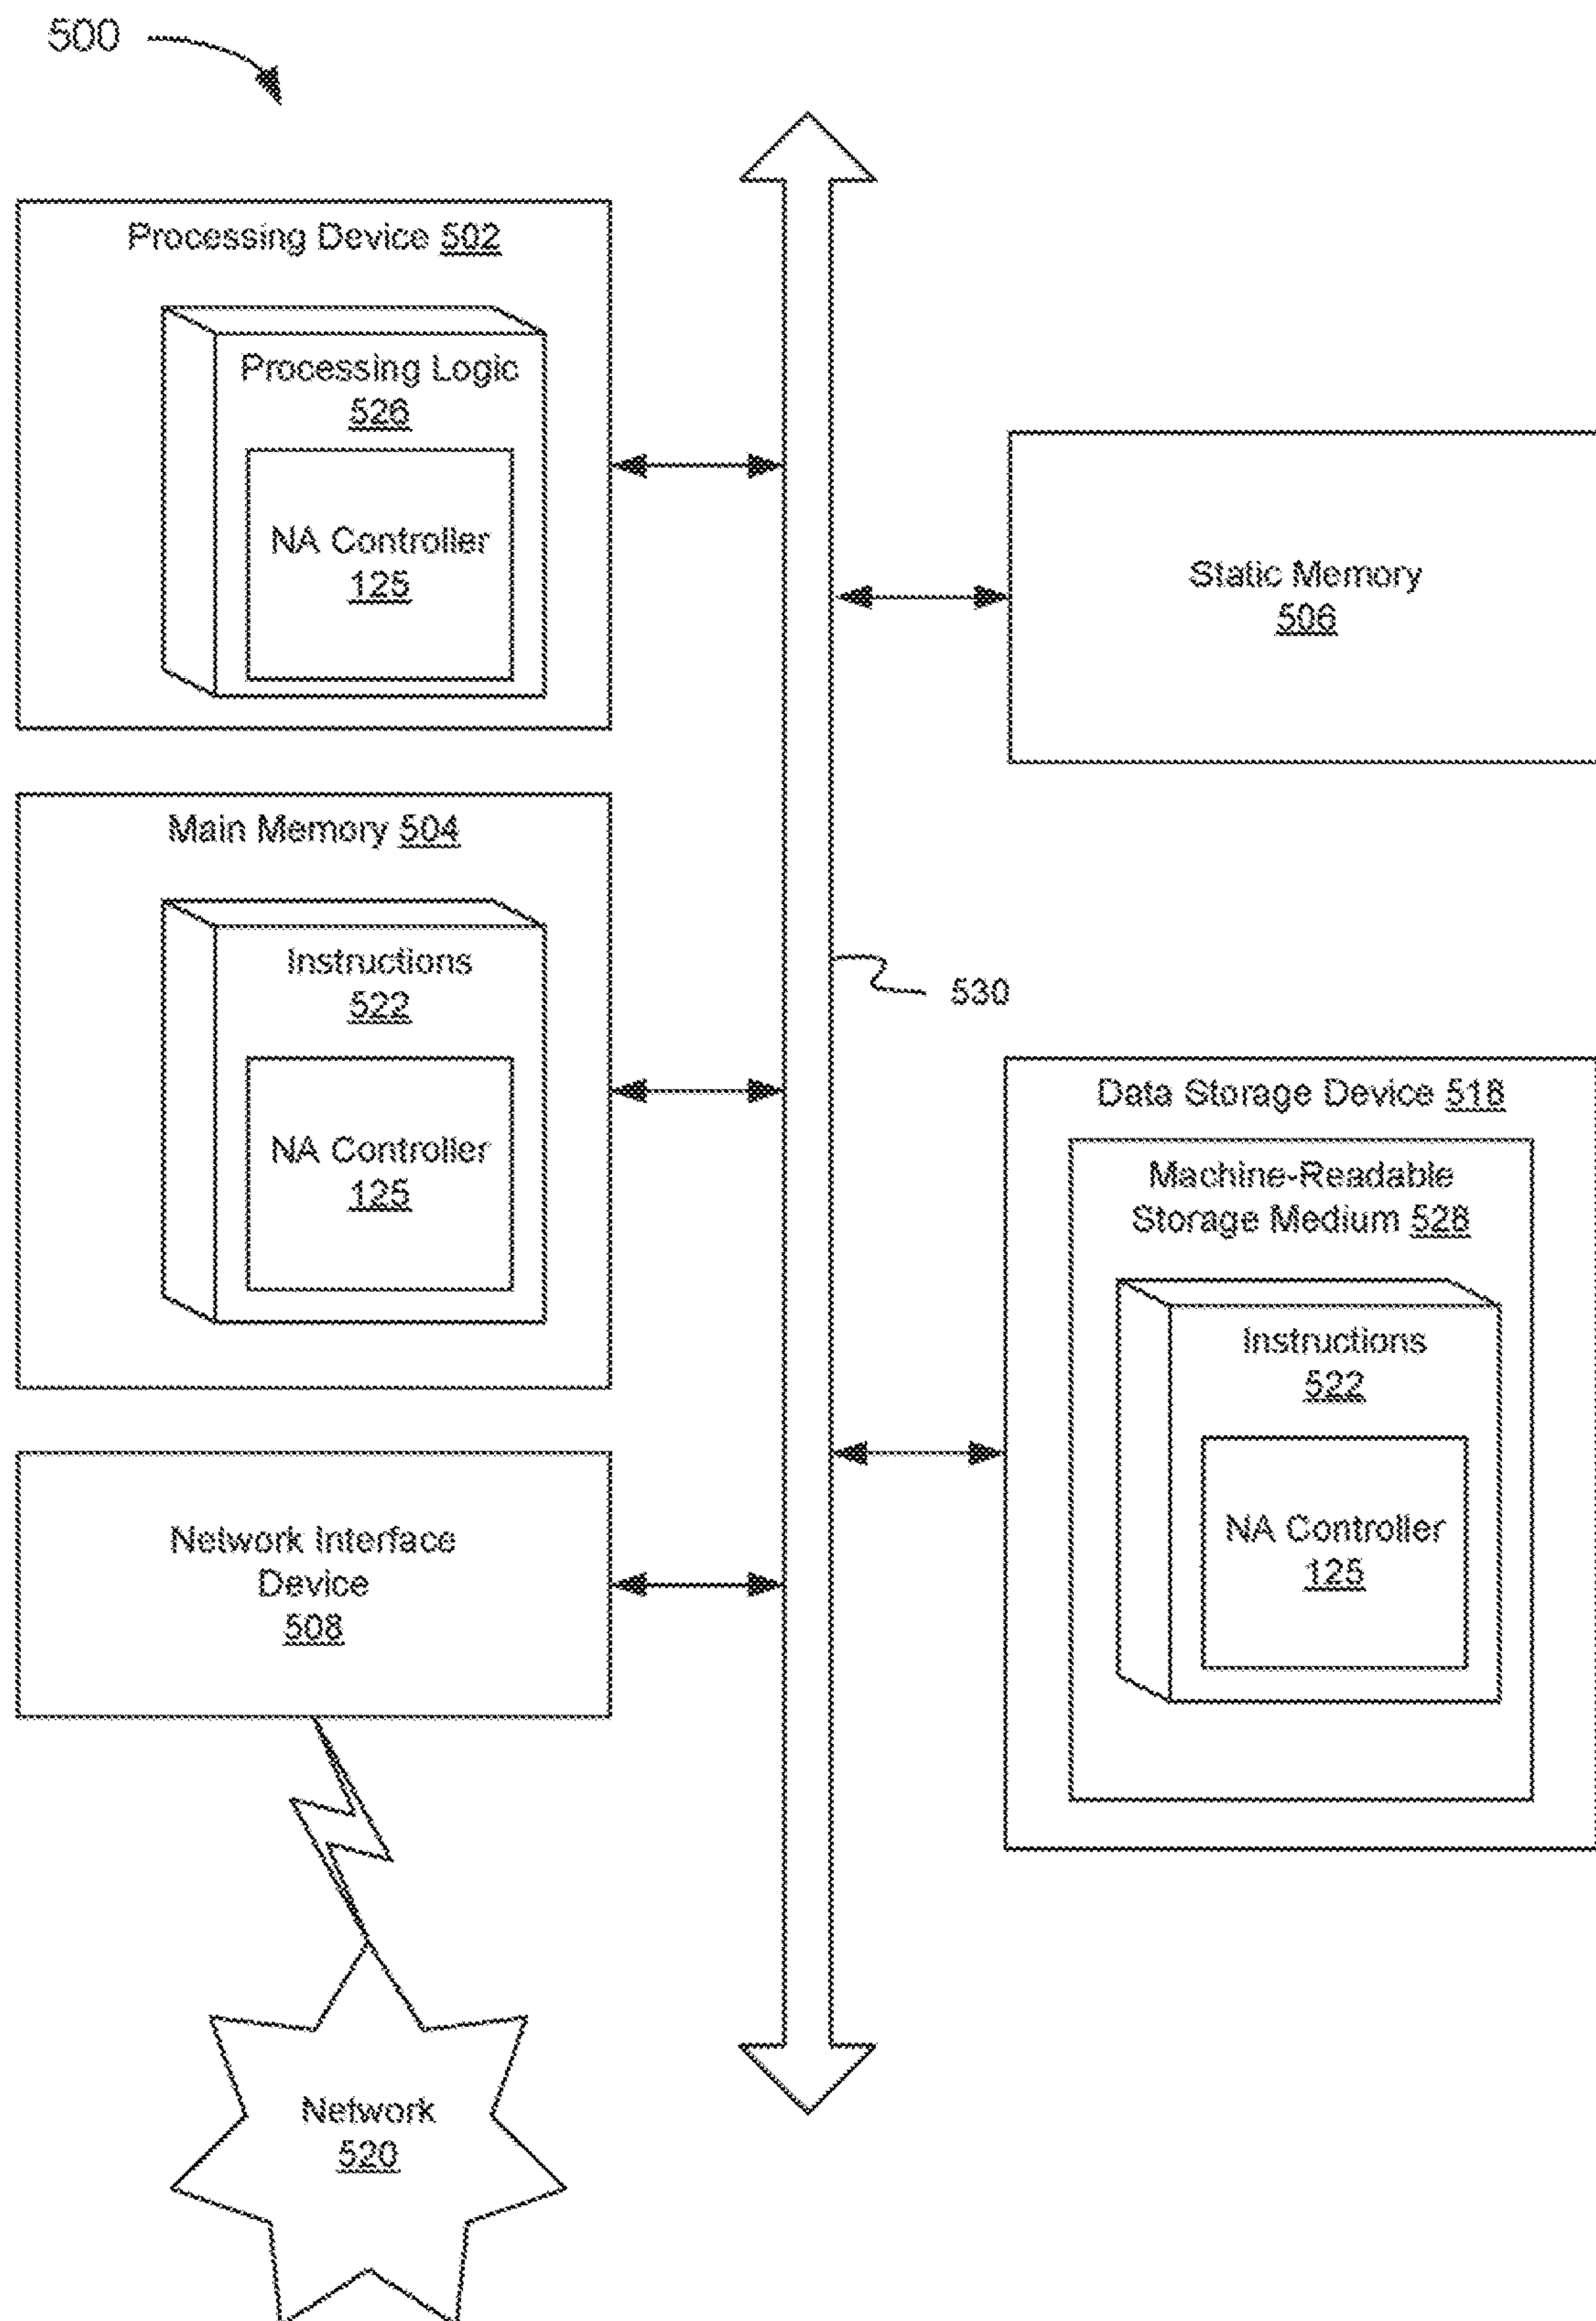 500
Processing Device 502
Processing Logic
526
NA Controller
125
Static Memory
506
Main Memory 504
Instructions
522
NA Controller
125
530
Data Storage Device 518
Machine-Readable
Storage Medium 528
Instructions
522
NA Controller
125
Network Interface
Device
508
Network
520